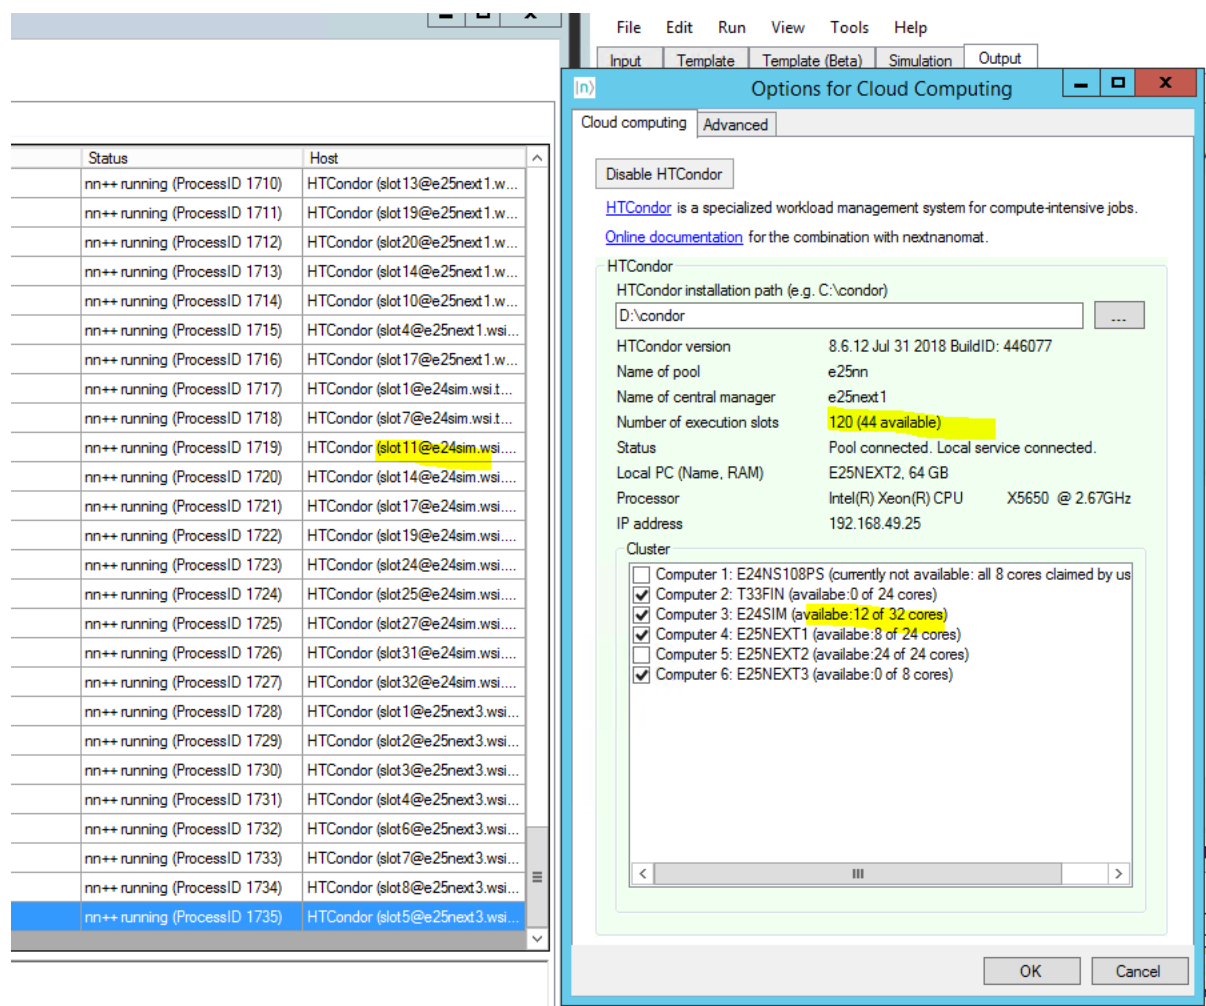 File Edit Run View Tools Help
Input Template Template (Beta) Simulation Output
|n⟩ Options for Cloud Computing
Cloud computing Advanced
Disable HTCondor
HTCondor is a specialized workload management system for compute-intensive jobs.
Online documentation for the combination with nextnanomat.
HTCondor
HTCondor installation path (e.g. C:\condor)
D:\condor ...
HTCondor version 8.6.12 Jul 31 2018 BuildID: 446077
Name of pool e25nn
Name of central manager e25next1
Number of execution slots 120 (44 available)
Status Pool connected. Local service connected.
Local PC (Name, RAM) E25NEXT2, 64 GB
Processor Intel(R) Xeon(R) CPU X5650 @ 2.67GHz
IP address 192.168.49.25
Cluster
Computer 1: E24NS108PS (currently not available: all 8 cores claimed by us
Computer 2: T33FIN (availabe:0 of 24 cores)
Computer 3: E24SIM (availabe:12 of 32 cores)
Computer 4: E25NEXT1 (availabe:8 of 24 cores)
Computer 5: E25NEXT2 (availabe:24 of 24 cores)
Computer 6: E25NEXT3 (availabe:0 of 8 cores)
OK Cancel
Status Host
nn++ running (ProcessID 1710) HTCondor (slot13@e25next1.w...
nn++ running (ProcessID 1711) HTCondor (slot19@e25next1.w...
nn++ running (ProcessID 1712) HTCondor (slot20@e25next1.w...
nn++ running (ProcessID 1713) HTCondor (slot14@e25next1.w...
nn++ running (ProcessID 1714) HTCondor (slot10@e25next1.w...
nn++ running (ProcessID 1715) HTCondor (slot4@e25next1.wsi...
nn++ running (ProcessID 1716) HTCondor (slot17@e25next1.w...
nn++ running (ProcessID 1717) HTCondor (slot1@e24sim.wsi.t...
nn++ running (ProcessID 1718) HTCondor (slot7@e24sim.wsi.t...
nn++ running (ProcessID 1719) HTCondor (slot11@e24sim.wsi....
nn++ running (ProcessID 1720) HTCondor (slot14@e24sim.wsi....
nn++ running (ProcessID 1721) HTCondor (slot17@e24sim.wsi....
nn++ running (ProcessID 1722) HTCondor (slot19@e24sim.wsi....
nn++ running (ProcessID 1723) HTCondor (slot24@e24sim.wsi....
nn++ running (ProcessID 1724) HTCondor (slot25@e24sim.wsi....
nn++ running (ProcessID 1725) HTCondor (slot27@e24sim.wsi....
nn++ running (ProcessID 1726) HTCondor (slot31@e24sim.wsi....
nn++ running (ProcessID 1727) HTCondor (slot32@e24sim.wsi....
nn++ running (ProcessID 1728) HTCondor (slot1@e25next3.wsi...
nn++ running (ProcessID 1729) HTCondor (slot2@e25next3.wsi...
nn++ running (ProcessID 1730) HTCondor (slot3@e25next3.wsi...
nn++ running (ProcessID 1731) HTCondor (slot4@e25next3.wsi...
nn++ running (ProcessID 1732) HTCondor (slot6@e25next3.wsi...
nn++ running (ProcessID 1733) HTCondor (slot7@e25next3.wsi...
nn++ running (ProcessID 1734) HTCondor (slot8@e25next3.wsi...
nn++ running (ProcessID 1735) HTCondor (slot5@e25next3.wsi...